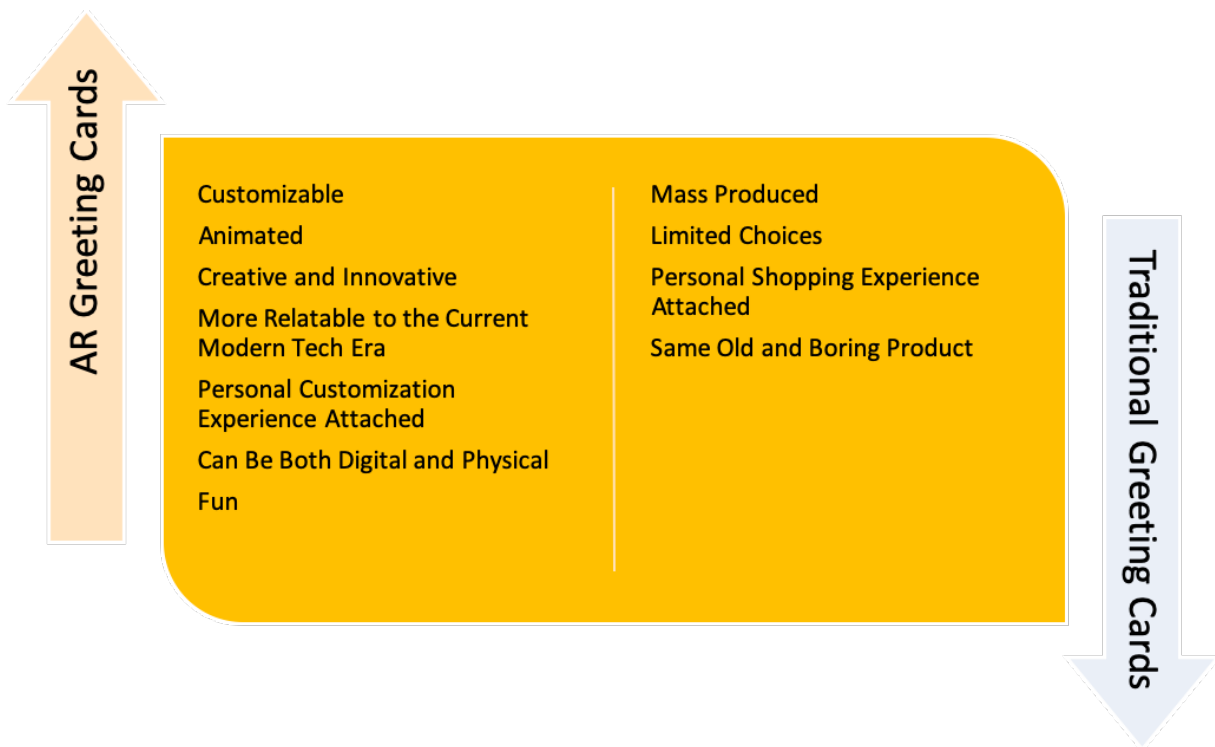 AR Greeting Cards
Customizable
Animated
Creative and Innovative
More Relatable to the Current
Modern Tech Era
Personal Customization
Experience Attached
Can Be Both Digital and Physical
Fun
Mass Produced
Limited Choices
Personal Shopping Experience
Attached
Same Old and Boring Product
Traditional Greeting Cards